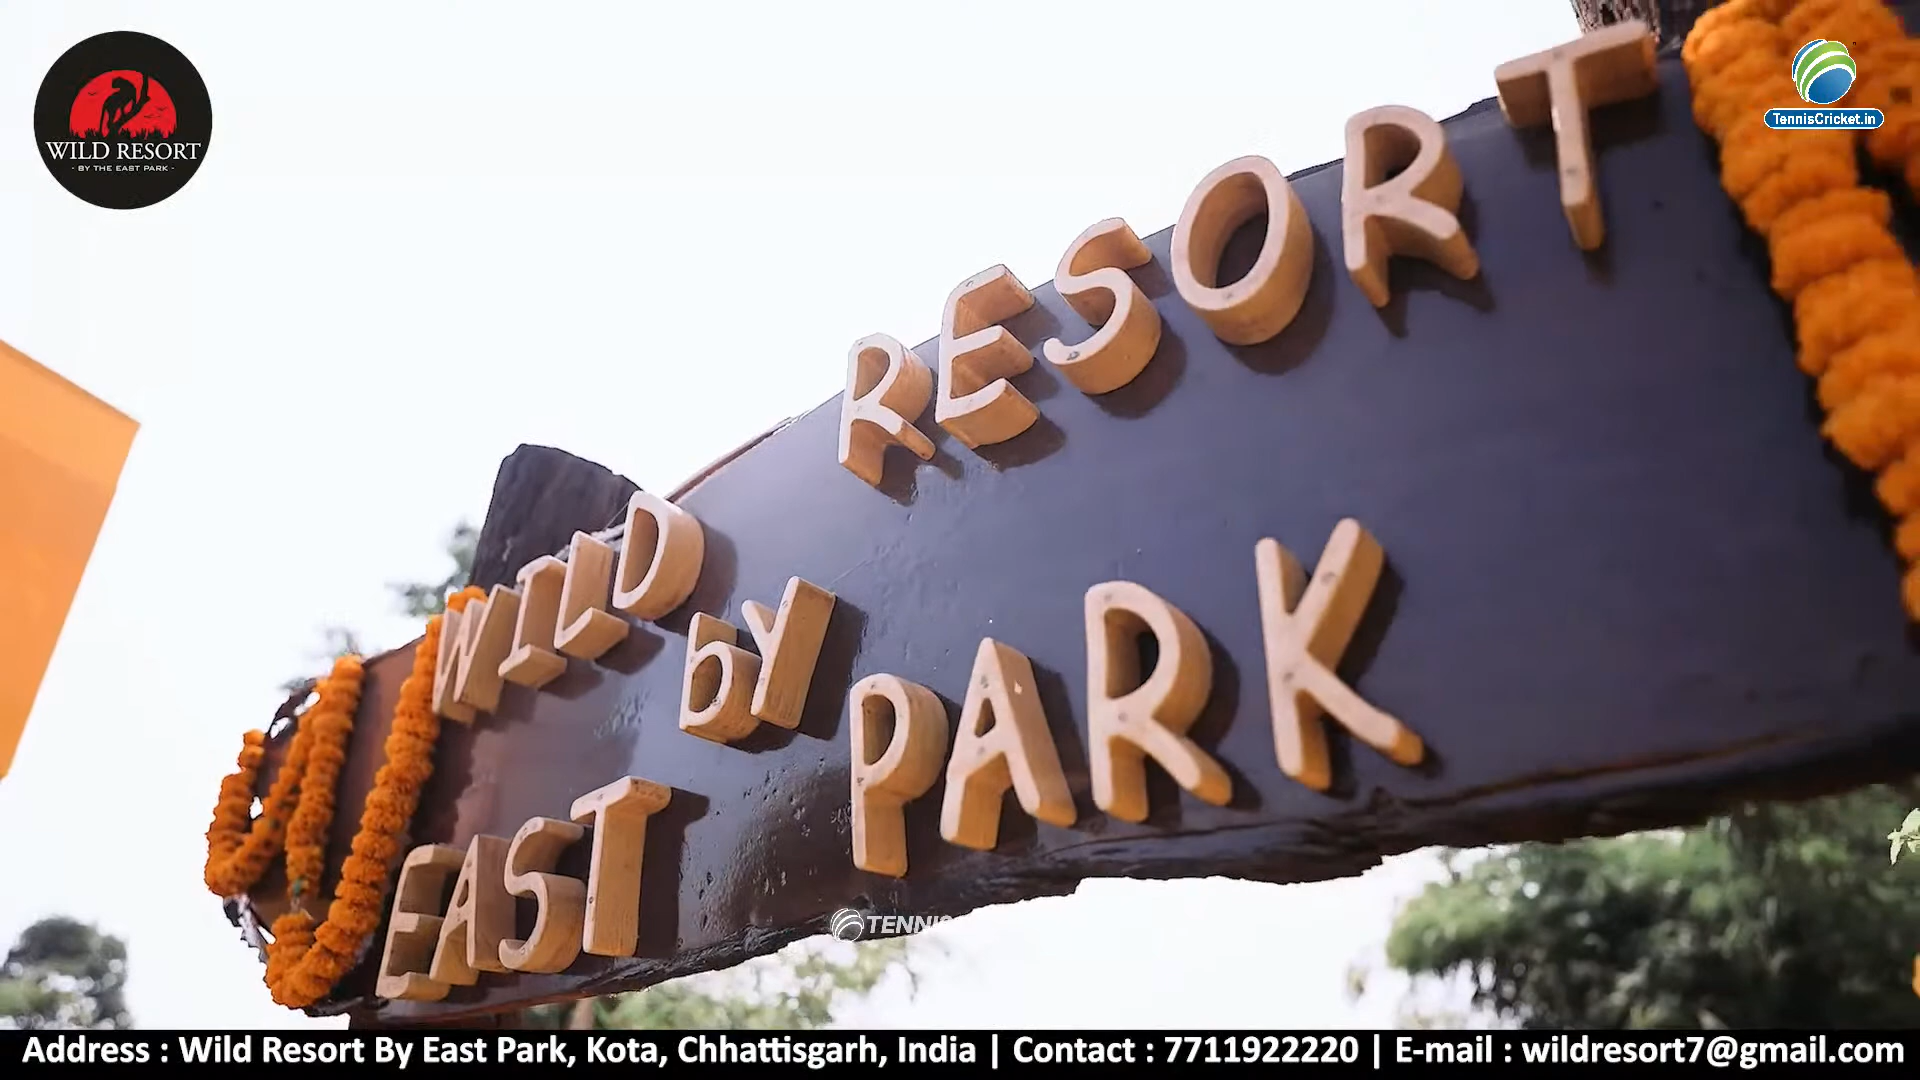 WILD RESORT
- BY THE EAST PARK -
TennisCricket.in
WILD RESORT
bY
EAST PARK
TENNIS
Address : Wild Resort By East Park, Kota, Chhattisgarh, India | Contact : 7711922220 | E-mail : wildresort7@gmail.com